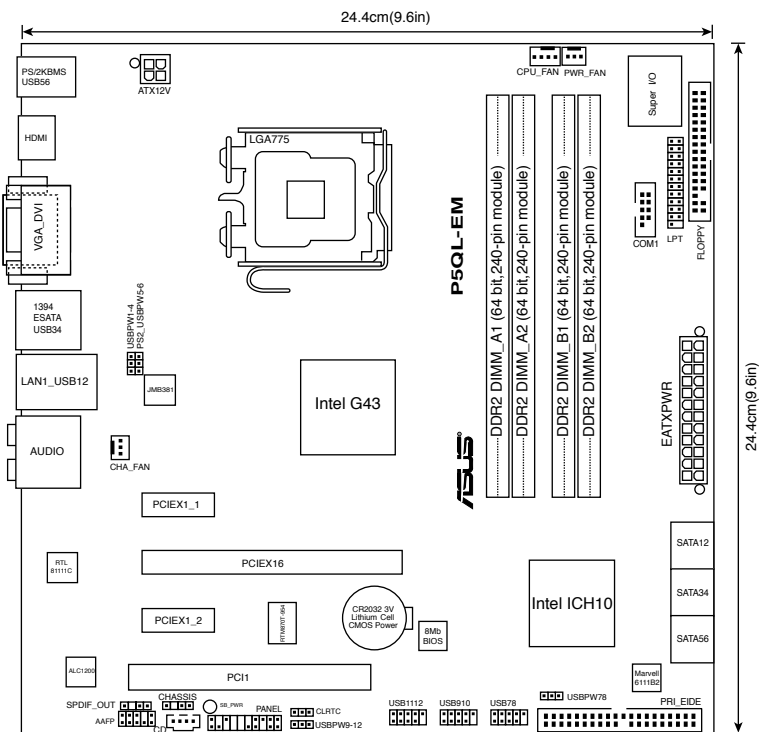 24.4cm(9.6in)
PS/2KBMS
USB56
ATX12V
CPU_FAN
PWR_FAN
Super I/O
HDMI
LGA775
VGA_DVI
P5QL-EM
DDR2 DIMM_A1 (64 bit,240-pin module)
DDR2 DIMM_A2 (64 bit,240-pin module)
DDR2 DIMM_B1 (64 bit,240-pin module)
DDR2 DIMM_B2 (64 bit,240-pin module)
COM1
LPT
FLOPPY
1394
ESATA
USB34
USBPW1-4
PS2_USBPW5-6
LAN1_USB12
JMB381
Intel G43
EATXPWR
24.4cm(9.6in)
AUDIO
CHA_FAN
ASUS
PCIEX1_1
SATA12
RTL
8111C
PCIEX16
Intel ICH10
SATA34
PCIEX1_2
RTM870T-954
CR2032 3V
Lithium Cell
CMOS Power
8Mb
BIOS
SATA56
ALC1200
PCI1
Marvell
6111B2
SPDIF_OUT
CHASSIS
SB_PWR
PANEL
CLRTC
USB1112
USB910
USB78
USBPW78
PRI_EIDE
AAFP
CD
USBPW9-12